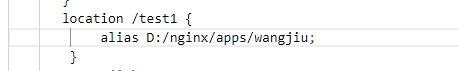 }
location /test1 {
alias D:/nginx/apps/wangjiu;
}